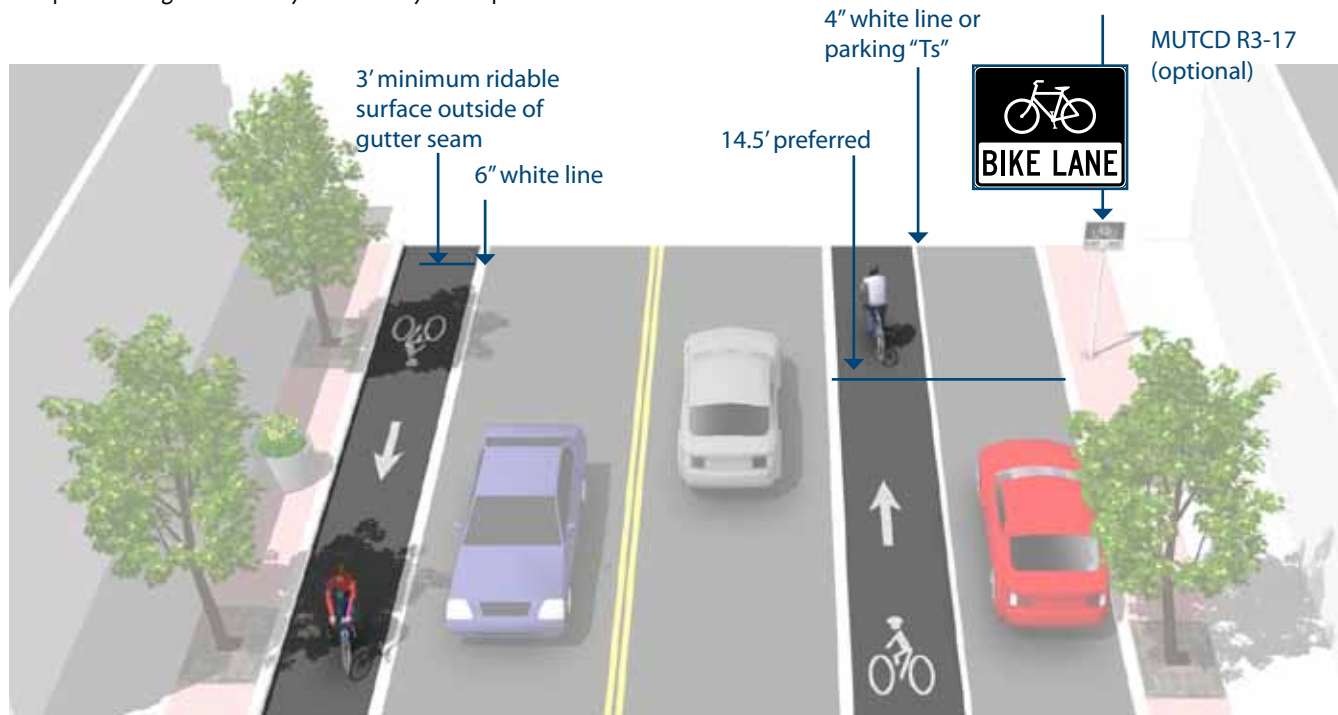 4” white line or
parking “Ts”
MUTCD R3-17
(optional)
3’ minimum ridable
surface outside of
gutter seam
14.5’ preferred
6” white line
BIKE LANE